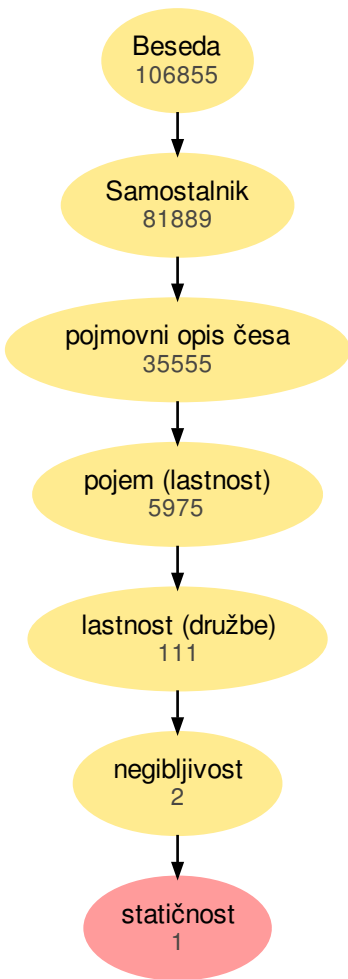 Beseda
106855
Samostalnik
81889
pojmovni opis česa
35555
pojem (lastnost)
5975
lastnost (družbe)
111
negibljivost
2
statičnost
1